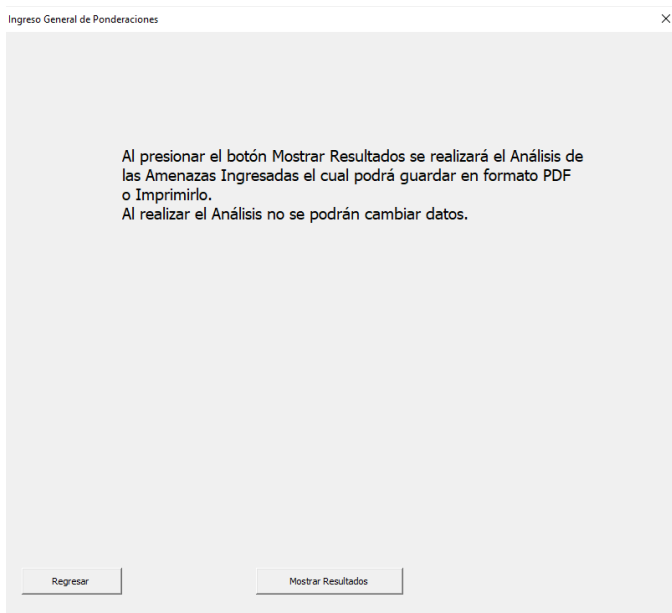 Ingreso General de Ponderaciones
Al presionar el botón Mostrar Resultados se realizará el Análisis de
las Amenazas Ingresadas el cual podrá guardar en formato PDF
o Imprimirlo.
Al realizar el Análisis no se podrán cambiar datos.
Regresar
Mostrar Resultados